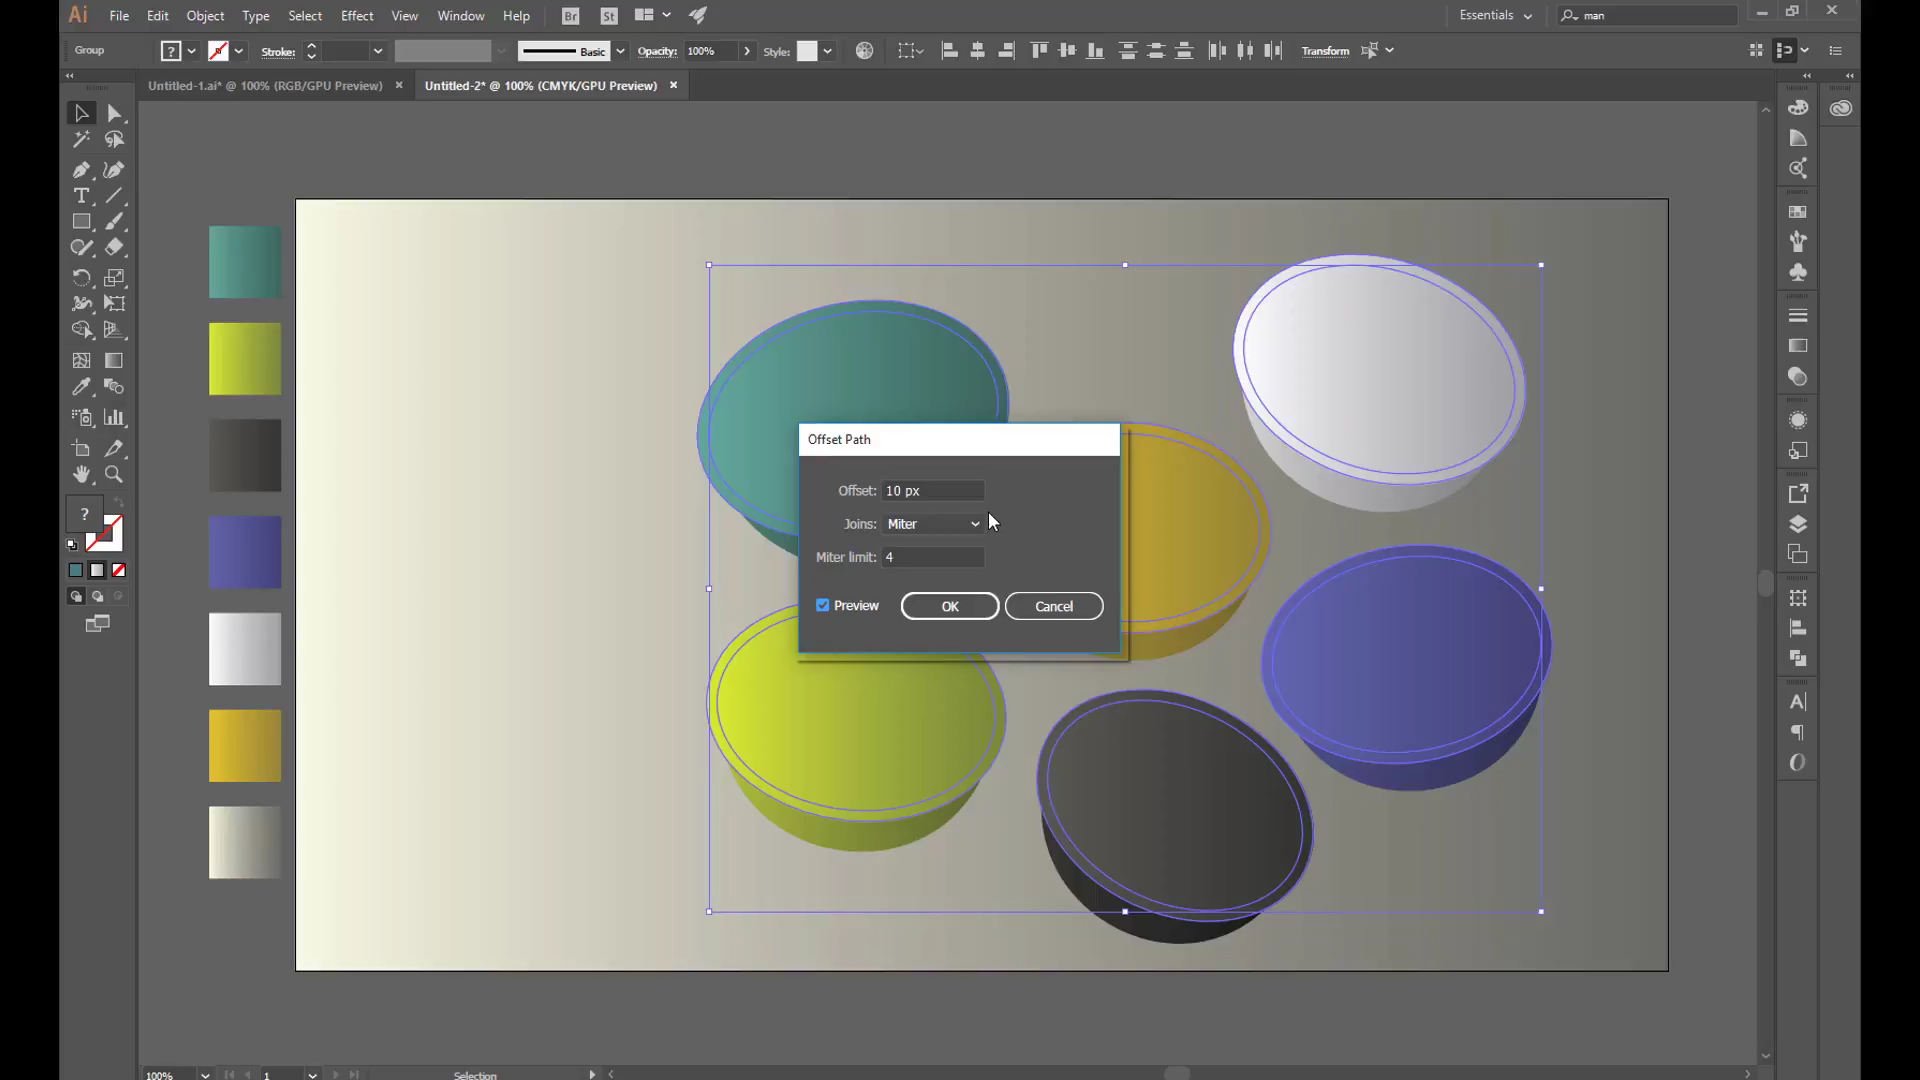 Ai File Edit Object Type Select Effect View Window Help Br St Essentials man
Group ? Stroke: Basic Opacity: 100% Style: Transform
Untitled-1.ai* @ 100% (RGB/GPU Preview) × Untitled-2* @ 100% (CMYK/GPU Preview) ×
Offset Path
Offset: 10 px
Joins: Miter
Miter limit: 4
Preview OK Cancel
?
100% 1 Selection